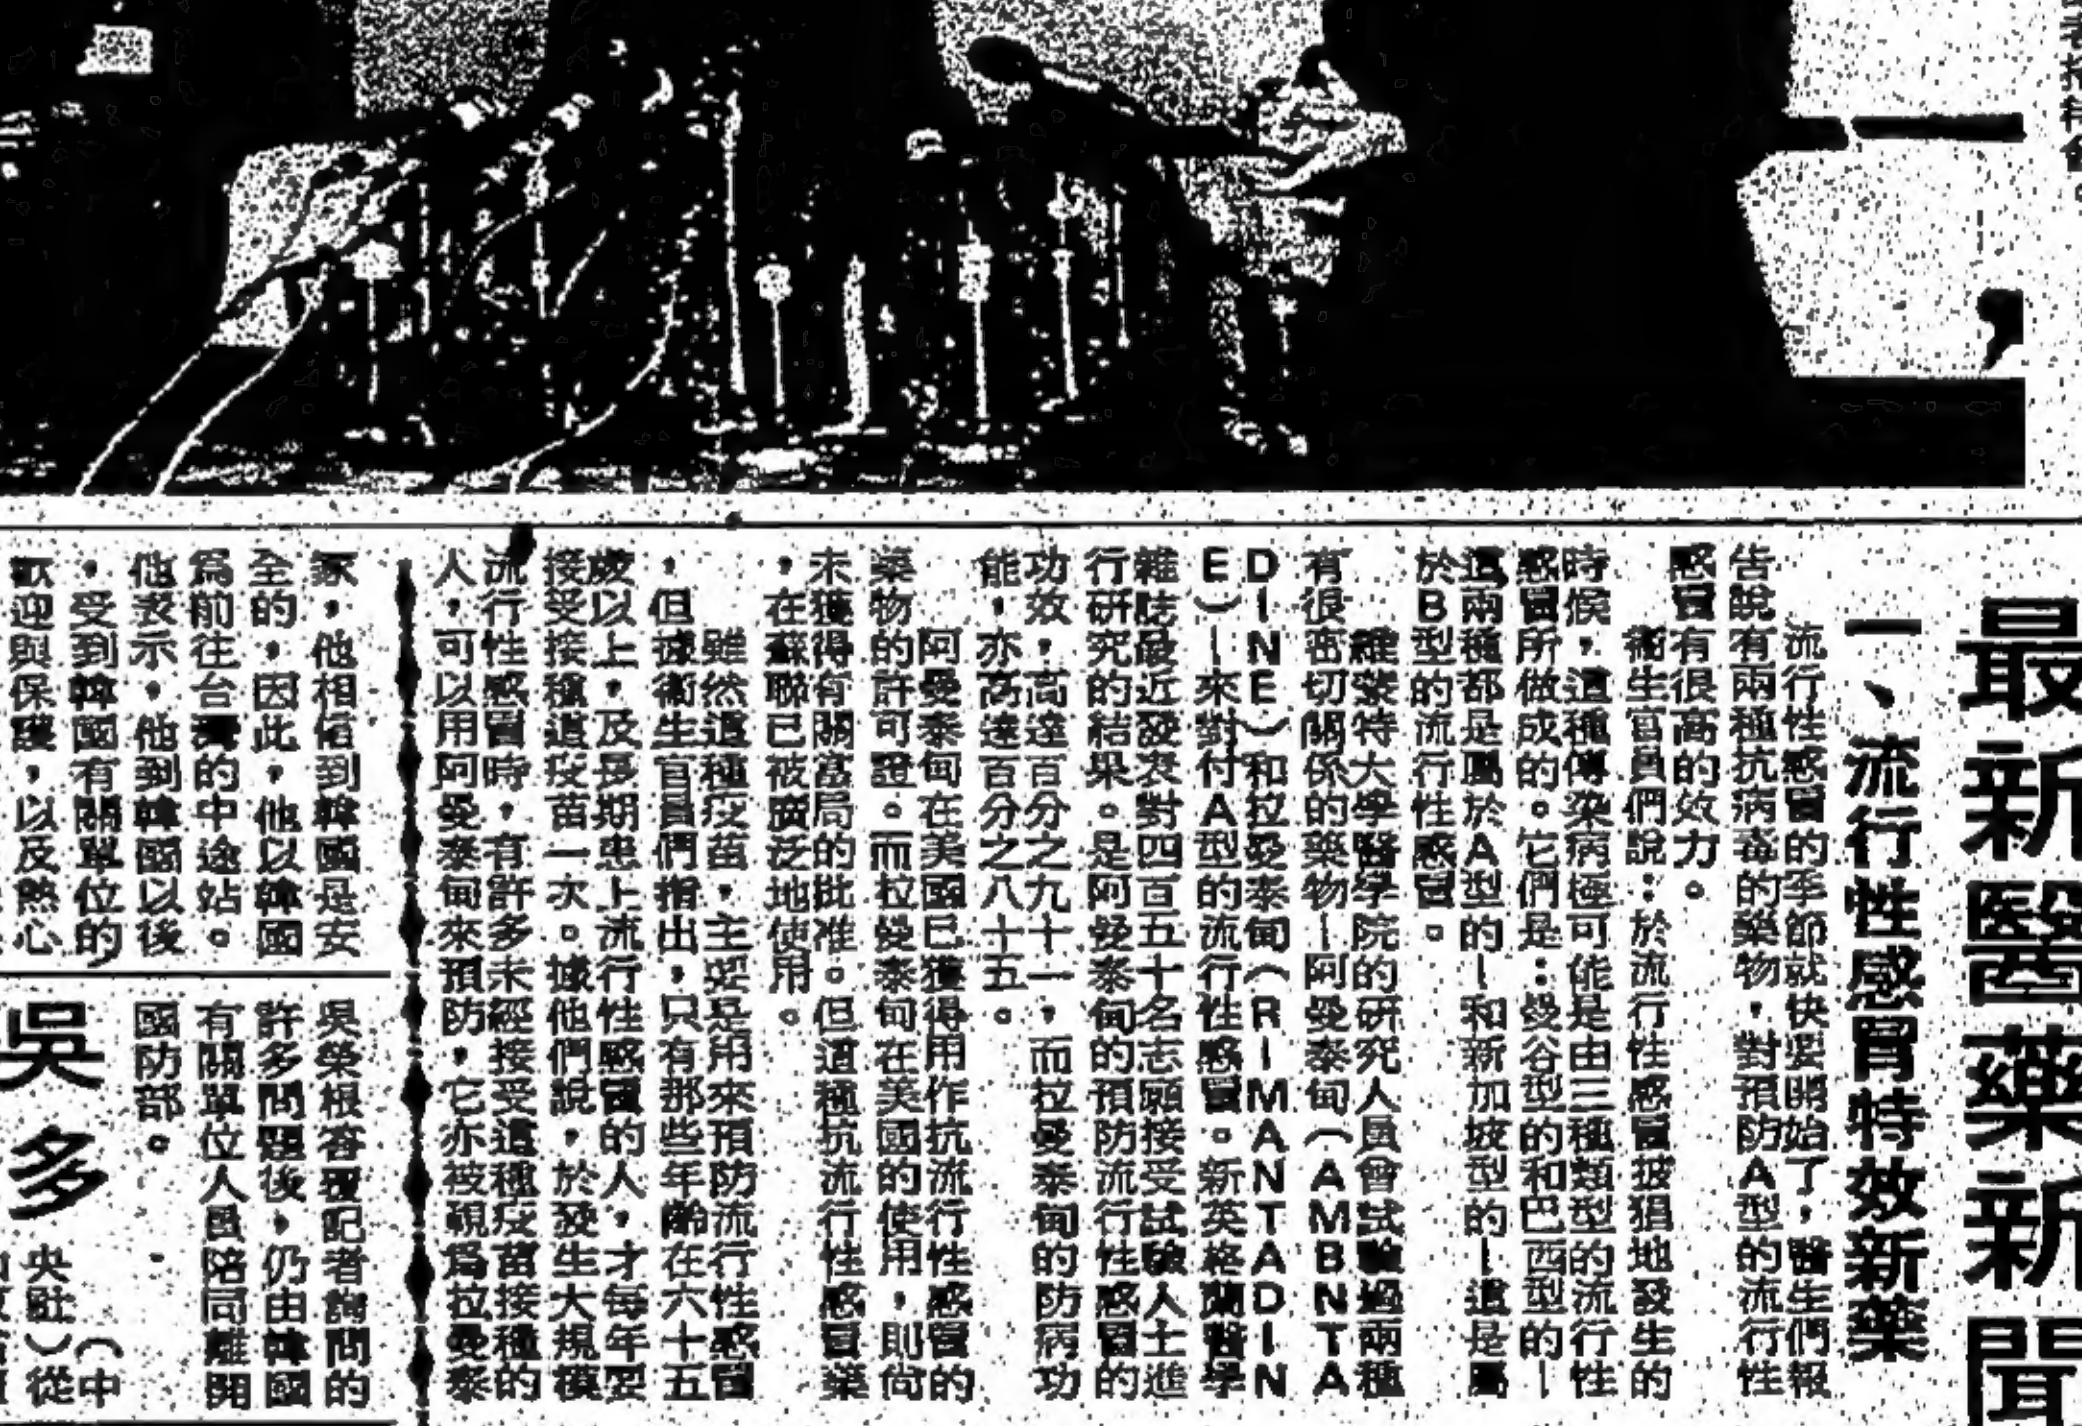 最新醫藥新聞
一、流行性感冒特效新藥
流行性感冒的季節就快要開始了，醫生們報
告說有兩種抗病毒的藥物，對預防A型的流行性
感冒有很高的效力。
衛生官員們說：於流行性感冒披猖地發生的
時候，這種傳染病極可能是由三種類型的流行性
感冒所做成的。它們是：曼谷型的和巴西型的—
這兩種都是屬於A型的—和新加坡型的—這是屬
於B型的流行性感冒。
維蒙特大學醫學院的研究人員曾試驗過兩種
有很密切關係的藥物—阿曼泰甸（AMBNTA
DINE）和拉曼泰甸（RIMANTADIN
E）—來對付A型的流行性感冒。新英格蘭醫學
雜誌最近發表對四百五十名志願接受試驗人士進
行研究的結果。是阿曼泰甸的預防流行性感冒的
功效，高達百分之九十一，而拉曼泰甸的防病功
能，亦高達百分之八十五。
阿曼泰甸在美國已獲得用作抗流行性感冒的
藥物的許可證。而拉曼泰甸在美國的使用，則尚
未獲得有關當局的批准。但這種抗流行性感冒藥
，在蘇聯已被廣泛地使用。
雖然這種疫苗，主要是用來預防流行性感冒
，但據衛生官員們指出，只有那些年齡在六十五
歲以上，及長期患上流行性感冒的人，才每年要
接受接種這疫苗一次。據他們說，於發生大規模
流行性感冒時，有許多未經接受這種疫苗接種的
人，可以用阿曼泰甸來預防，它亦被視爲拉曼泰
家，他相信到韓國是安
全的，因此，他以韓國
爲前往台灣的中途站。
他表示，他到韓國以後
，受到韓國有關單位的
歡迎與保護，以及熱心
吳榮根答覆記者詢問的
許多問題後，仍由韓國
有關單位人員陪同離開
國防部。
吳多
（中
央社）從